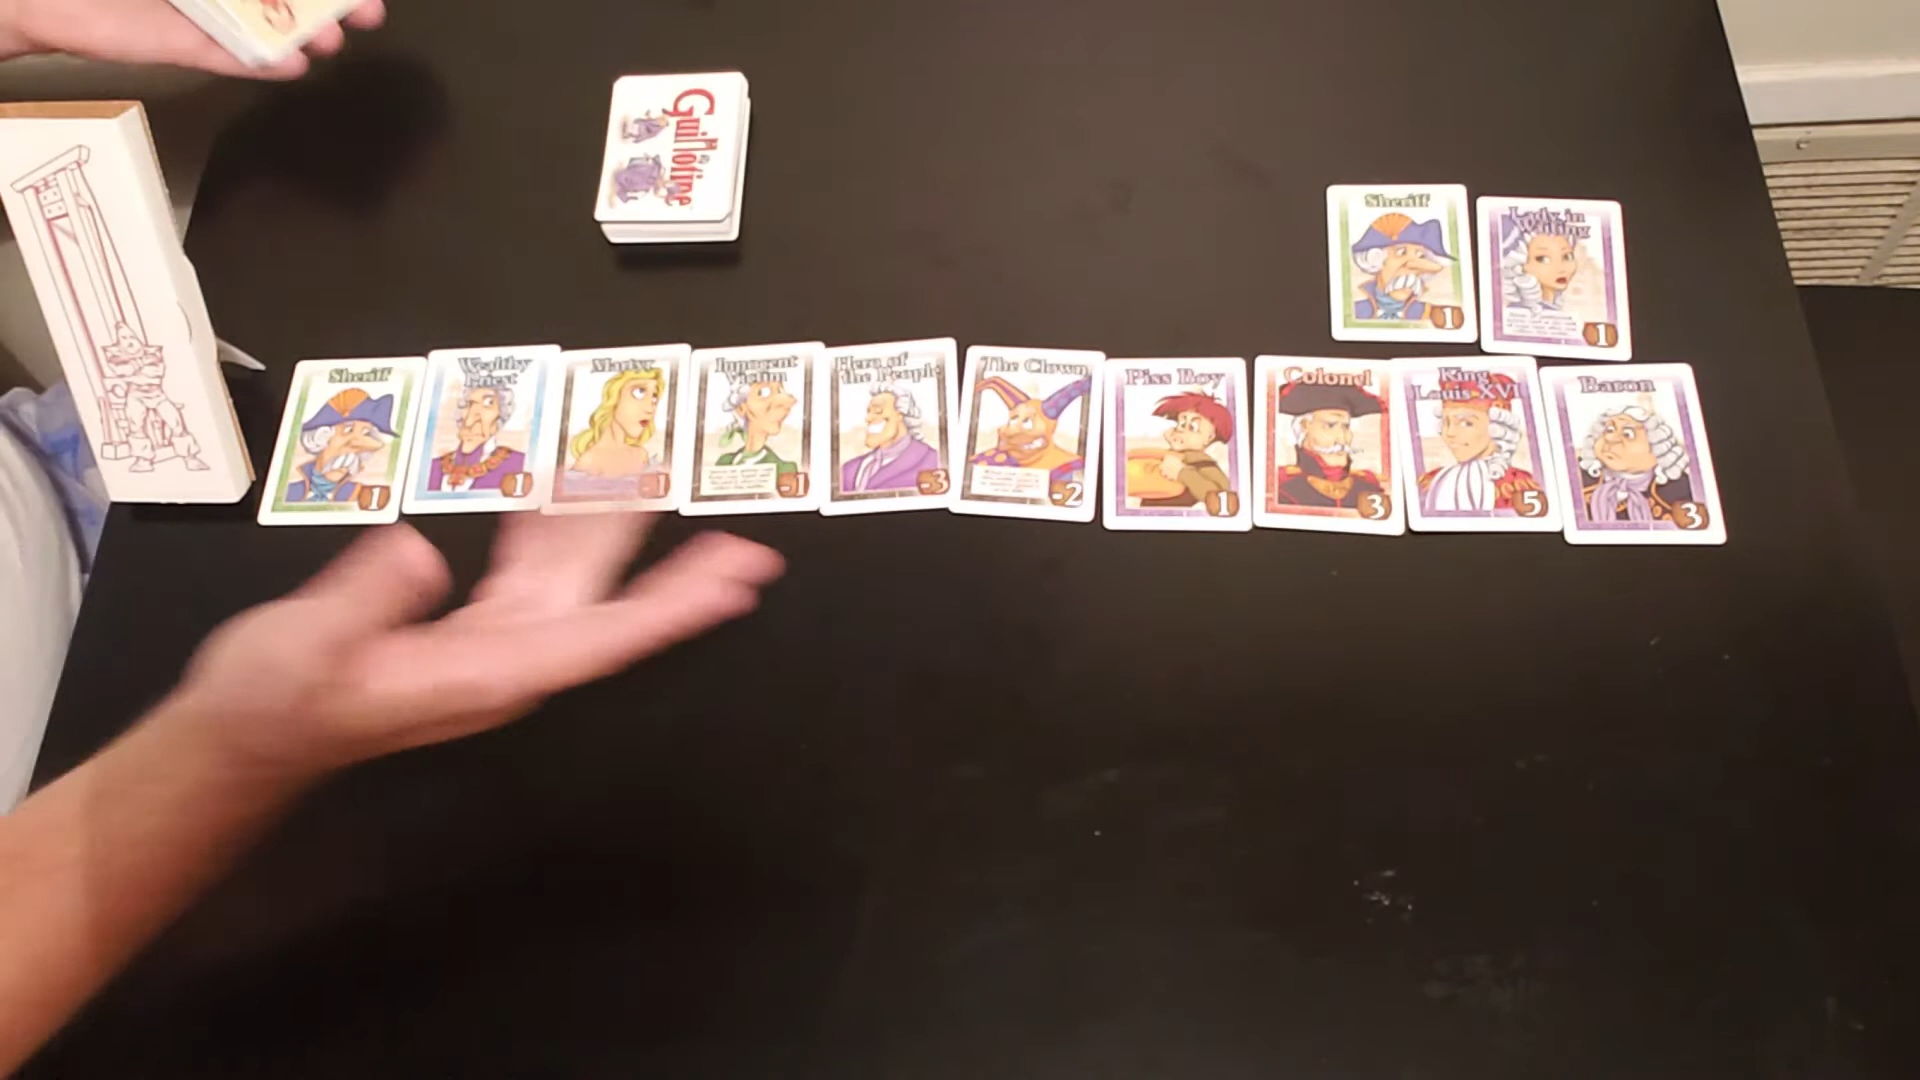 Guillotine
Sheriff
1
Lady in
Waiting
1
Sheriff
1
Wealthy
Priest
1
Martyr
-1
Innocent
Victim
-1
Hero of
the People
-3
The Clown
-2
Piss Boy
1
Colonel
3
King
Louis XVI
5
Baron
3